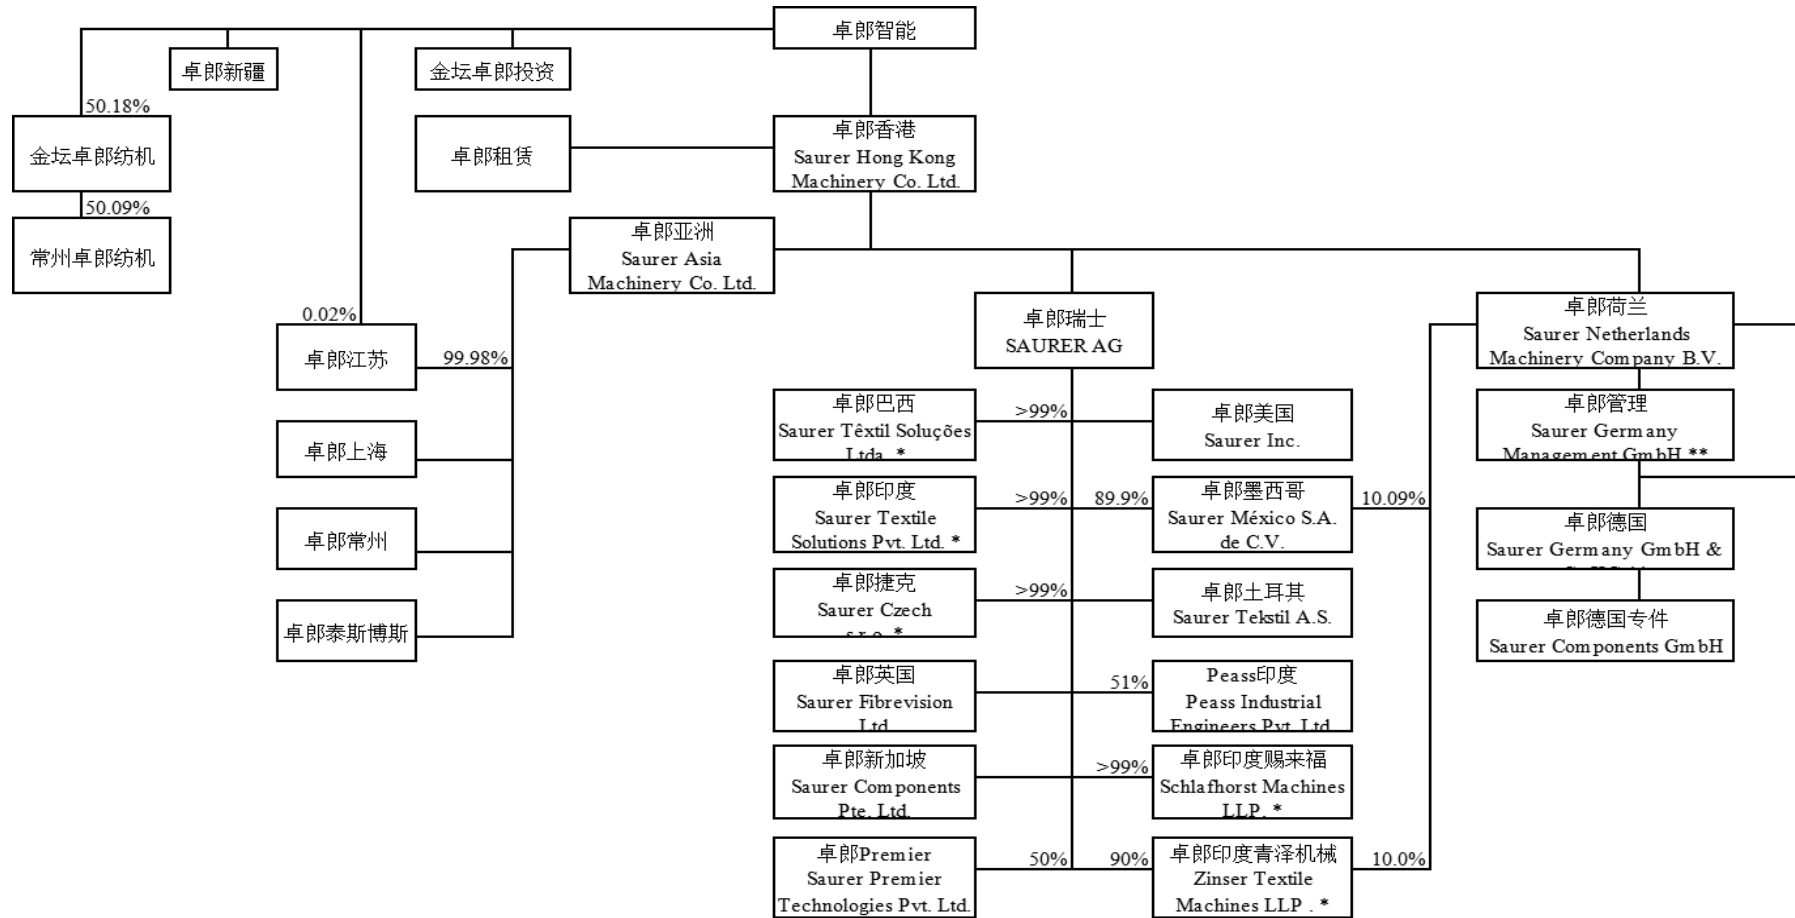 卓郎智能
卓郎新疆
金坛卓郎投资
50.18%
金坛卓郎纺机
卓郎租赁
卓郎香港
Saurer Hong Kong
Machinery Co. Ltd.
50.09%
常州卓郎纺机
卓郎亚洲
Saurer Asia
Machinery Co. Ltd.
0.02%
卓郎江苏
99.98%
卓郎瑞士
SAURER AG
卓郎荷兰
Saurer Netherlands
Machinery Company B.V.
卓郎上海
卓郎巴西
Saurer Têxtil Soluções
Ltda. *
>99%
卓郎美国
Saurer Inc.
卓郎管理
Saurer Germany
Management GmbH **
卓郎常州
卓郎印度
Saurer Textile
Solutions Pvt. Ltd. *
>99%
89.9%
卓郎墨西哥
Saurer México S.A.
de C.V.
10.09%
卓郎德国
Saurer Germany GmbH &
卓郎泰斯博斯
卓郎捷克
Saurer Czech
s.r.o. *
>99%
卓郎土耳其
Saurer Tekstil A.S.
卓郎德国专件
Saurer Components GmbH
卓郎英国
Saurer Fibrevision
Ltd.
51%
Peass印度
Peass Industrial
Engineers Pvt. Ltd
卓郎新加坡
Saurer Components
Pte. Ltd.
>99%
卓郎印度赐来福
Schlafhorst Machines
LLP. *
卓郎Premier
Saurer Premier
Technologies Pvt. Ltd.
50%
90%
卓郎印度青泽机械
Zinser Textile
Machines LLP . *
10.0%